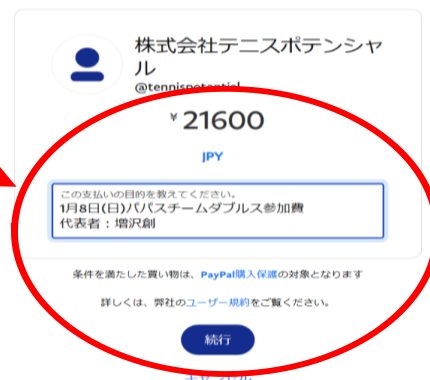 株式会社テニスポテンシャ
ル
@tennispotential
¥21600
JPY
この支払いの目的を教えてください。
1月8日(日)パパスチームダブルス参加費
代表者：増沢創
条件を満たした買い物は、PayPal購入保護の対象となります
詳しくは、弊社のユーザー規約をご覧ください。
続行
キャンセル